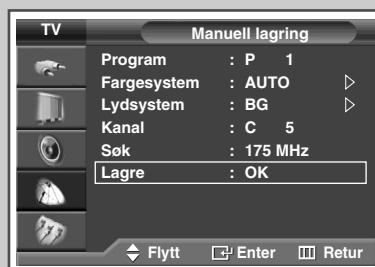 TV
Manuell lagring
Program : P 1
Fargesystem : AUTO
Lydsystem : BG
Kanal : C 5
Søk : 175 MHz
Lagre : OK
Flytt Enter Retur